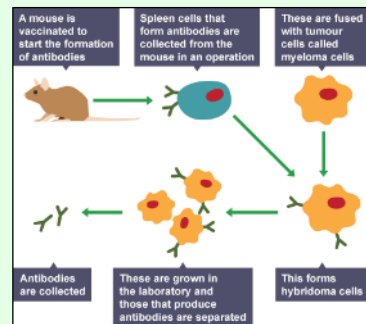 A mouse is
vaccinated to
start the formation
of antibodies
Spleen cells that
form antibodies are
collected from the
mouse in an operation
These are fused
with tumour
cells called
myeloma cells
Antibodies
are collected
These are grown in
the laboratory and
those that produce
antibodies are separated
This forms
hybridoma cells